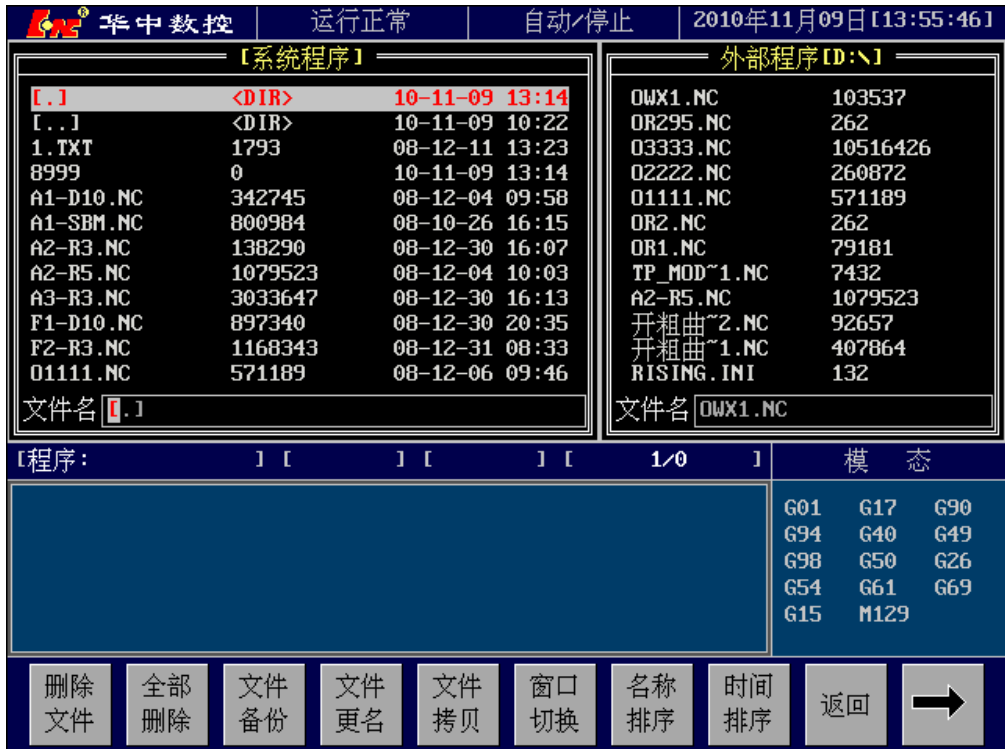 HNC® 华中数控 运行正常 自动/停止 2010年11月09日[13:55:46]
[系统程序]
[.] <DIR> 10-11-09 13:14
[..] <DIR> 10-11-09 10:22
1.TXT 1793 08-12-11 13:23
8999 0 10-11-09 13:14
A1-D10.NC 342745 08-12-04 09:58
A1-SBM.NC 800984 08-10-26 16:15
A2-R3.NC 138290 08-12-30 16:07
A2-R5.NC 1079523 08-12-04 10:03
A3-R3.NC 3033647 08-12-30 16:13
F1-D10.NC 897340 08-12-30 20:35
F2-R3.NC 1168343 08-12-31 08:33
O1111.NC 571189 08-12-06 09:46
文件名 [.]
外部程序[D:\]
OWX1.NC 103537
OR295.NC 262
O3333.NC 10516426
O2222.NC 260872
O1111.NC 571189
OR2.NC 262
OR1.NC 79181
TP_MOD~1.NC 7432
A2-R5.NC 1079523
开粗曲~2.NC 92657
开粗曲~1.NC 407864
RISING.INI 132
文件名 OWX1.NC
[程序: ] [ ] [ ] [ 1/0 ]
模 态
G01 G17 G90
G94 G40 G49
G98 G50 G26
G54 G61 G69
G15 M129
删除
文件
全部
删除
文件
备份
文件
更名
文件
拷贝
窗口
切换
名称
排序
时间
排序
返回